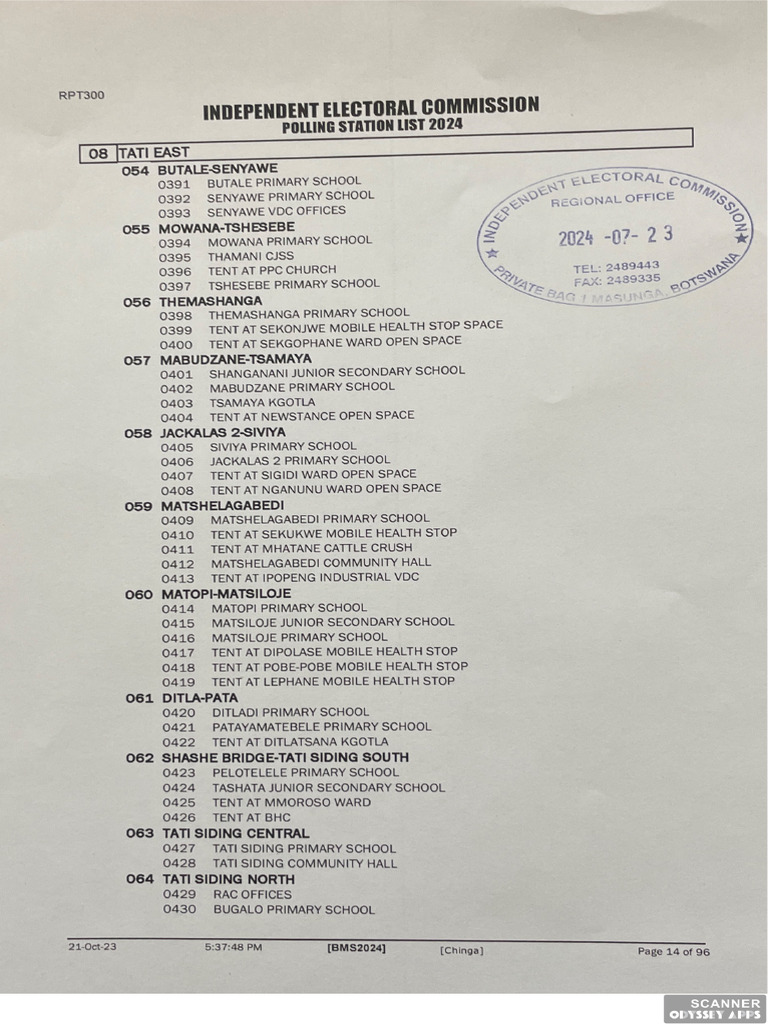 RPT300
INDEPENDENT ELECTORAL COMMISSION
POLLING STATION LIST 2024
08 TATI EAST
054 BUTALE-SENYAWE
0391 BUTALE PRIMARY SCHOOL
0392 SENYAWE PRIMARY SCHOOL
0393 SENYAWE VDC OFFICES
055 MOWANA-TSHESEBE
0394 MOWANA PRIMARY SCHOOL
0395 THAMANI CJSS
0396 TENT AT PPC CHURCH
0397 TSHESEBE PRIMARY SCHOOL
INDEPENDENT ELECTORAL COMMISSION
REGIONAL OFFICE
2024 -07- 23
TEL: 2489443
FAX: 2489335
PRIVATE BAG 1 MASUNGA, BOTSWANA
056 THEMASHANGA
0398 THEMASHANGA PRIMARY SCHOOL
0399 TENT AT SEKONJWE MOBILE HEALTH STOP SPACE
0400 TENT AT SEKGOPHANE WARD OPEN SPACE
057 MABUDZANE-TSAMAYA
0401 SHANGANANI JUNIOR SECONDARY SCHOOL
0402 MABUDZANE PRIMARY SCHOOL
0403 TSAMAYA KGOTLA
0404 TENT AT NEWSTANCE OPEN SPACE
058 JACKALAS 2-SIVIYA
0405 SIVIYA PRIMARY SCHOOL
0406 JACKALAS 2 PRIMARY SCHOOL
0407 TENT AT SIGIDI WARD OPEN SPACE
0408 TENT AT NGANUNU WARD OPEN SPACE
059 MATSHELAGABEDI
0409 MATSHELAGABEDI PRIMARY SCHOOL
0410 TENT AT SEKUKWE MOBILE HEALTH STOP
0411 TENT AT MHATANE CATTLE CRUSH
0412 MATSHELAGABEDI COMMUNITY HALL
0413 TENT AT IPOPENG INDUSTRIAL VDC
060 MATOPI-MATSILOJE
0414 MATOPI PRIMARY SCHOOL
0415 MATSILOJE JUNIOR SECONDARY SCHOOL
0416 MATSILOJE PRIMARY SCHOOL
0417 TENT AT DIPOLASE MOBILE HEALTH STOP
0418 TENT AT POBE-POBE MOBILE HEALTH STOP
0419 TENT AT LEPHANE MOBILE HEALTH STOP
061 DITLA-PATA
0420 DITLADI PRIMARY SCHOOL
0421 PATAYAMATEBELE PRIMARY SCHOOL
0422 TENT AT DITLATSANA KGOTLA
062 SHASHE BRIDGE-TATI SIDING SOUTH
0423 PELOTELELE PRIMARY SCHOOL
0424 TASHATA JUNIOR SECONDARY SCHOOL
0425 TENT AT MMOROSO WARD
0426 TENT AT BHC
063 TATI SIDING CENTRAL
0427 TATI SIDING PRIMARY SCHOOL
0428 TATI SIDING COMMUNITY HALL
064 TATI SIDING NORTH
0429 RAC OFFICES
0430 BUGALO PRIMARY SCHOOL
21-Oct-23 5:37:48 PM [BMS2024] [Chinga] Page 14 of 96
SCANNER
ODYSSEY APPS